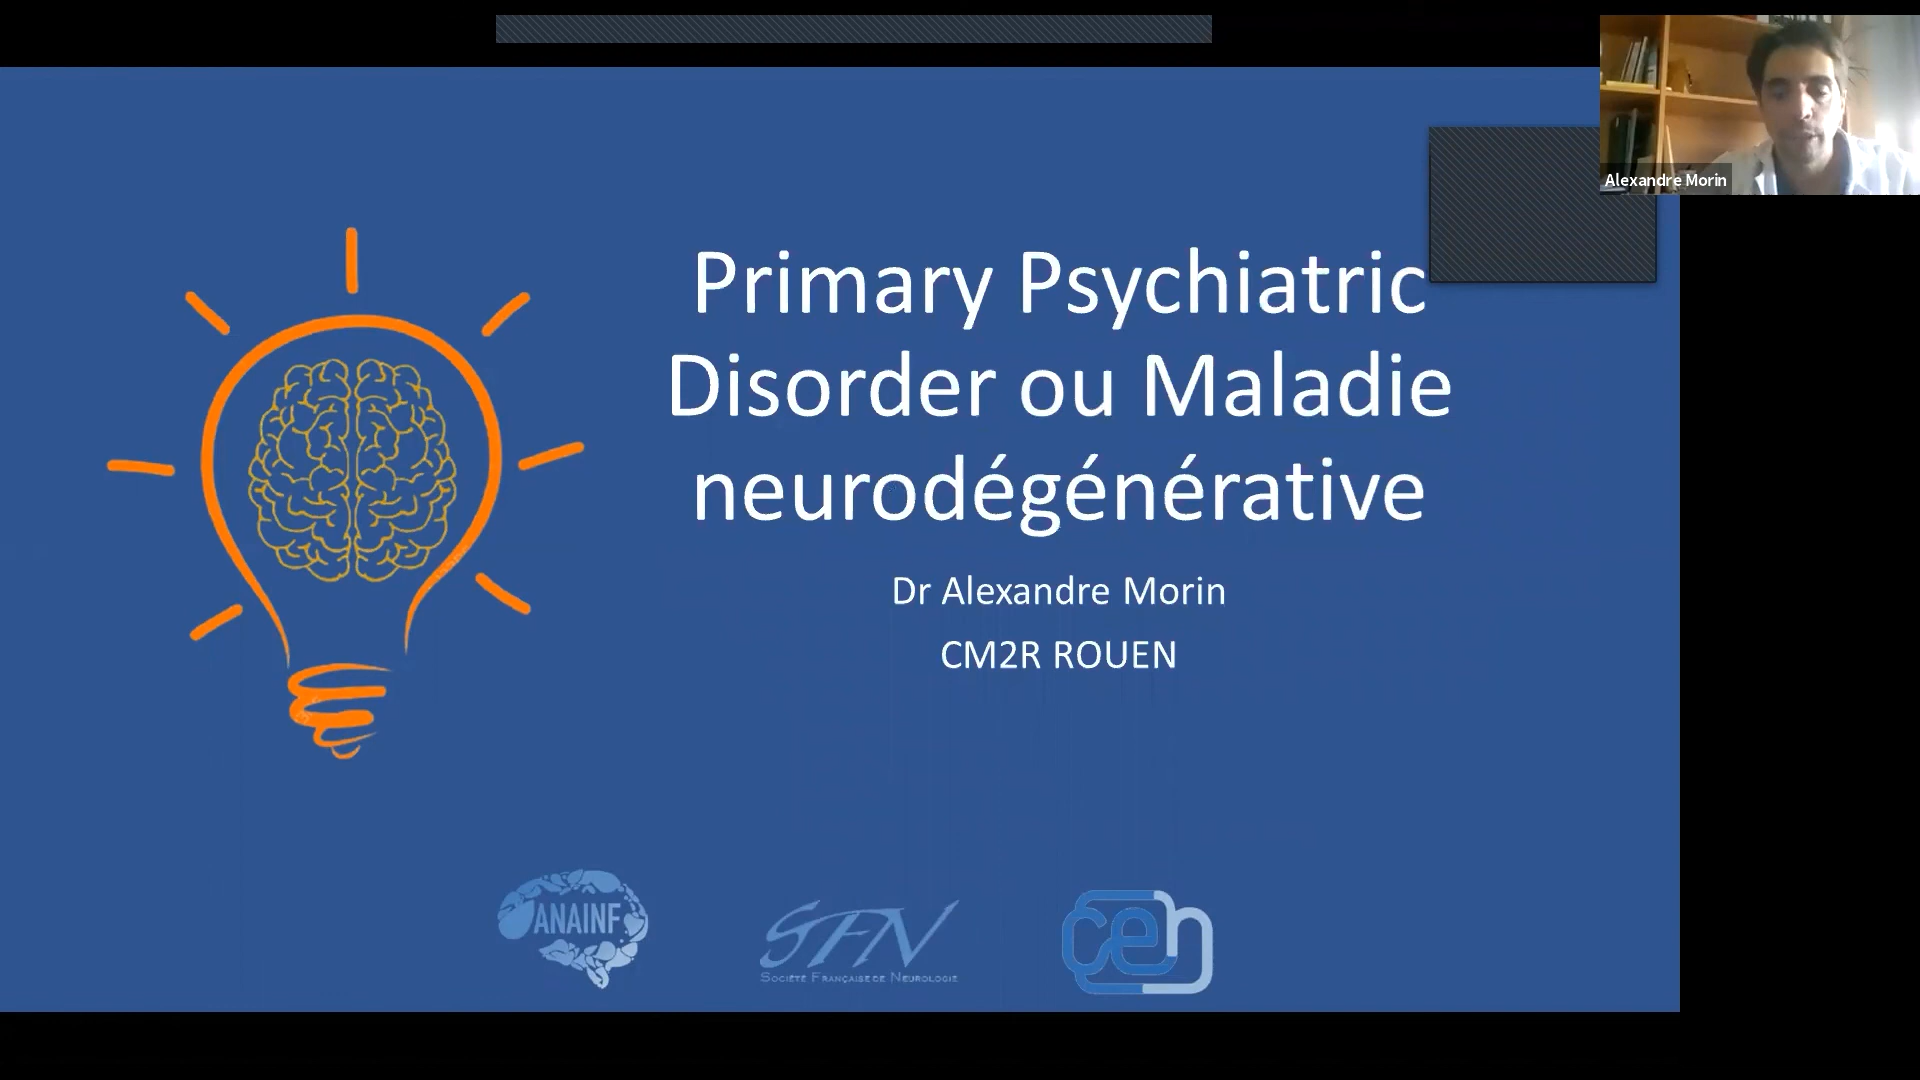 Alexandre Morin
Primary Psychiatric
Disorder ou Maladie
neurodégénérative
Dr Alexandre Morin
CM2R ROUEN
ANAINF
SFN
Société Française de Neurologie
cen